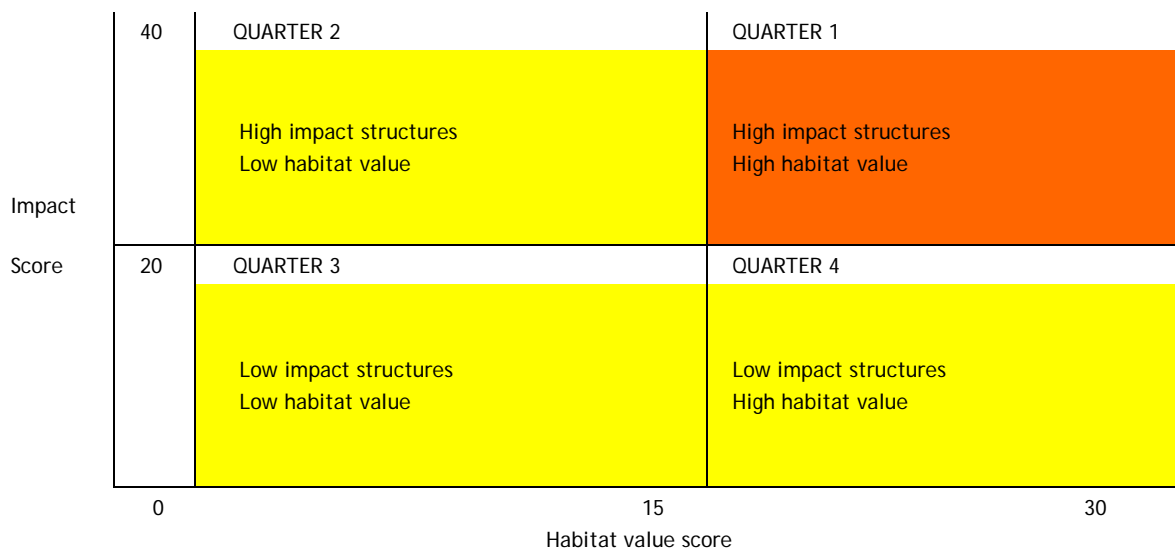 40 QUARTER 2 QUARTER 1
High impact structures High impact structures
Low habitat value High habitat value
Impact
Score 20 QUARTER 3 QUARTER 4
Low impact structures Low impact structures
Low habitat value High habitat value
0 15 30
Habitat value score